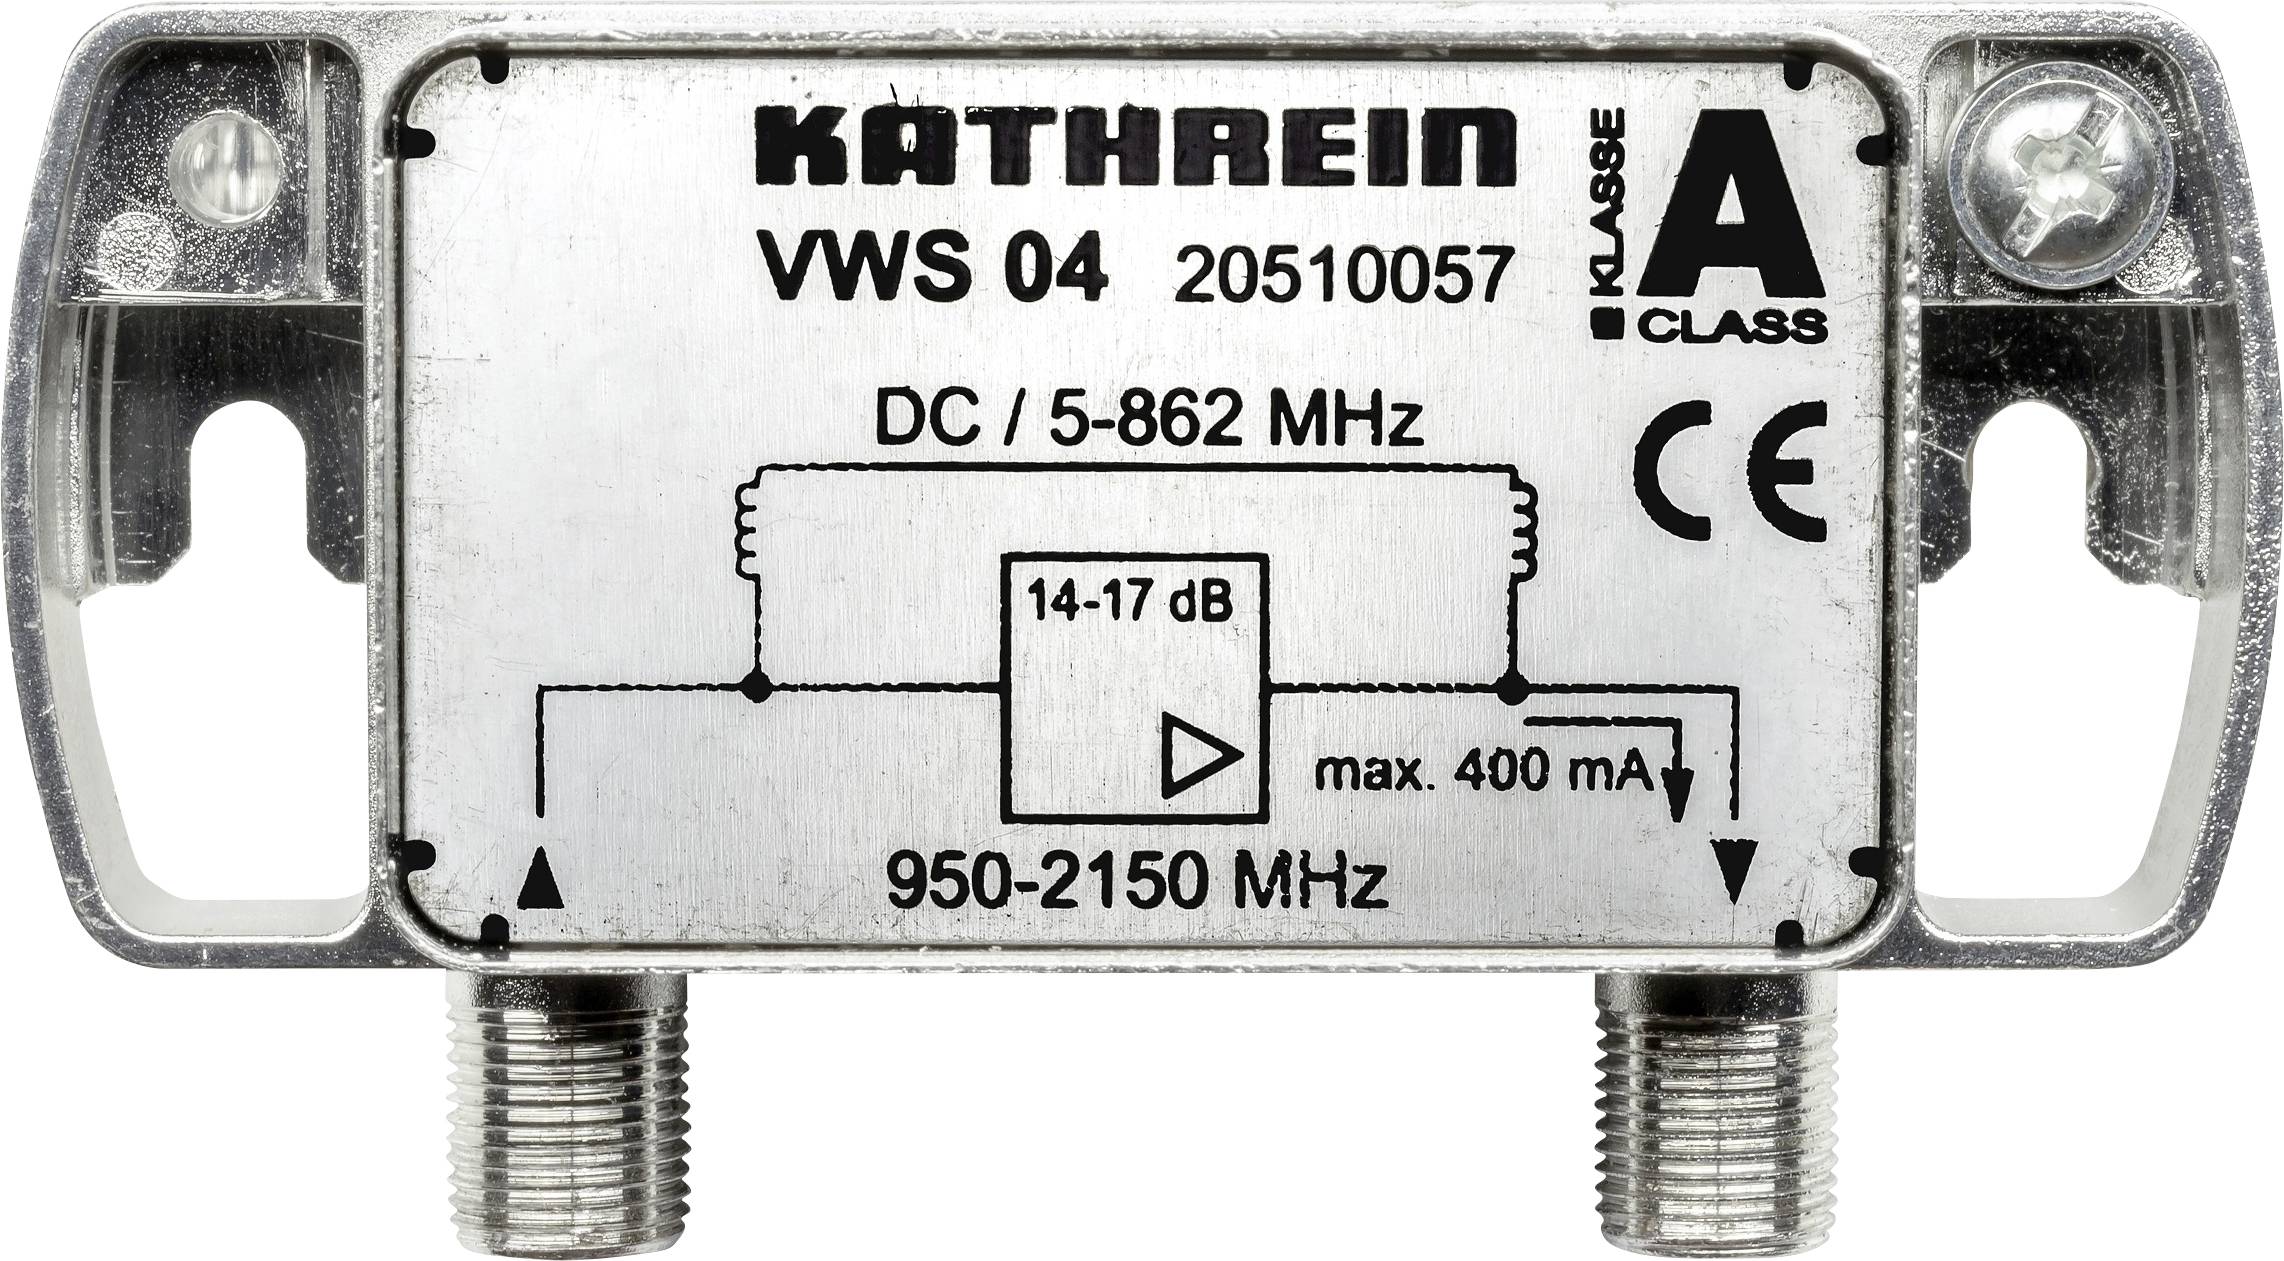 KATHREIN
VWS 04 20510057
KLASSE
A
CLASS
DC / 5-862 MHz
CE
14-17 dB
max. 400 mA
950-2150 MHz